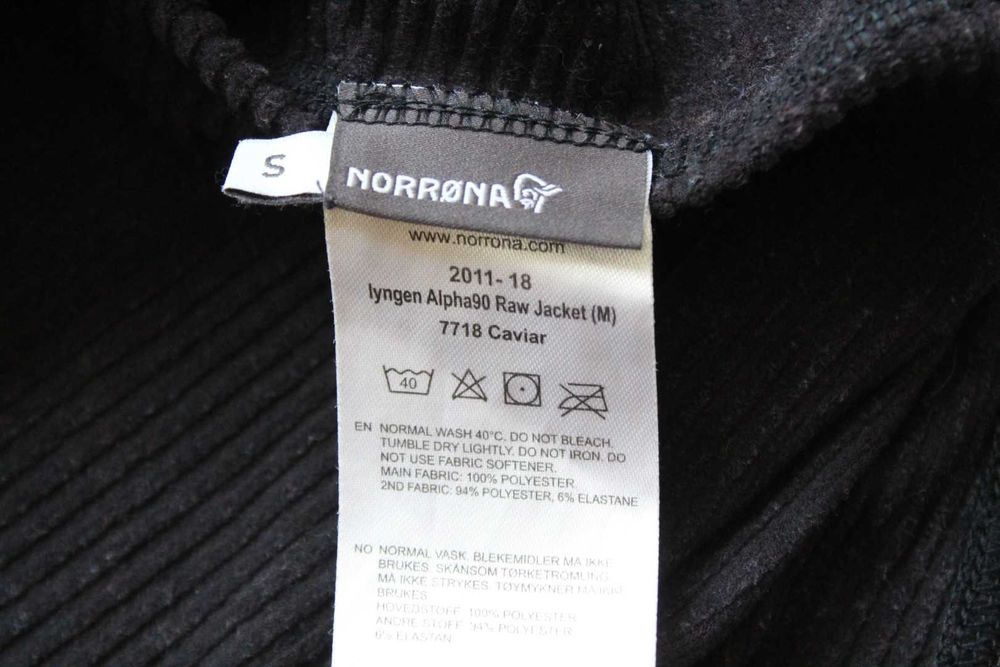 S
NORRØNA
www.norrona.com
2011-18
lyngen Alpha90 Raw Jacket (M)
7718 Caviar
40
EN NORMAL WASH 40°C. DO NOT BLEACH.
TUMBLE DRY LIGHTLY. DO NOT IRON. DO
NOT USE FABRIC SOFTENER.
MAIN FABRIC: 100% POLYESTER.
2ND FABRIC: 94% POLYESTER, 6% ELASTANE
NO NORMAL VASK. BLEKEMIDLER MA IKKE
BRUKES. SKÅNSOM TØRKETROMLING.
MA IKKE STRYKES. TØYMYKNER MA IKKE
BRUKES
HOVEDSTOFF: 100% POLYESTER
ANDRE STOFF: 94% POLYESTER
6% ELASTAN